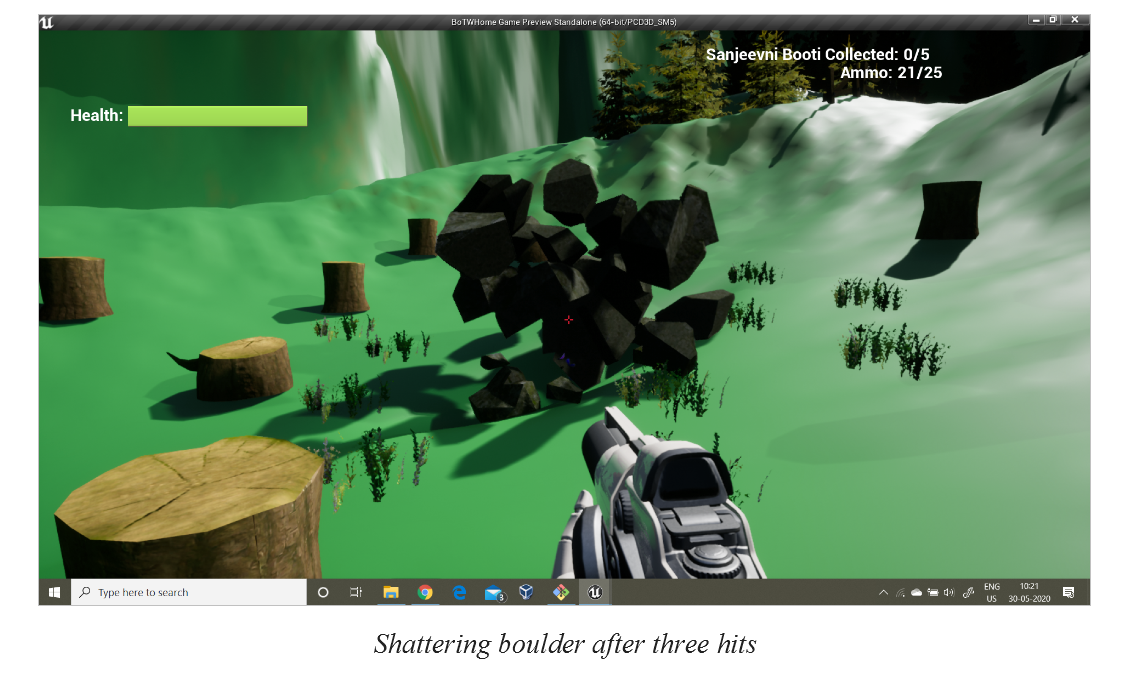 BoTWHome Game Preview Standalone (64-bit/PCD3D_SM5)
Sanjeevni Booti Collected: 0/5
Ammo: 21/25
Health:
Type here to search
3
ENG
US
10:21
30-05-2020
Shattering boulder after three hits